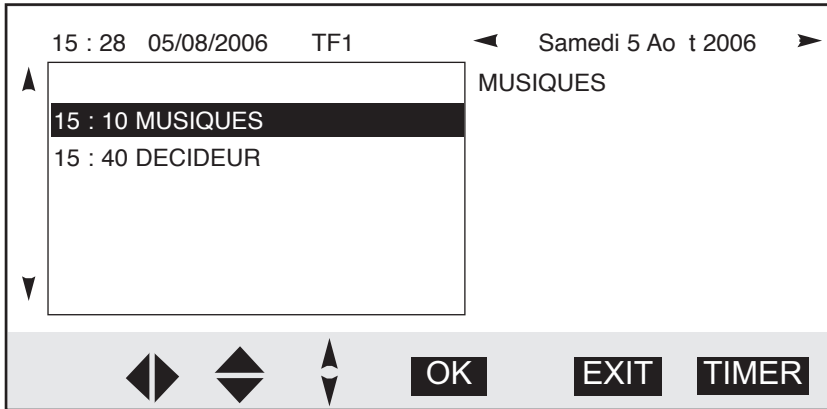 15 : 28 05/08/2006 TF1 Samedi 5 Ao t 2006
MUSIQUES
15 : 10 MUSIQUES
15 : 40 DECIDEUR
OK EXIT TIMER